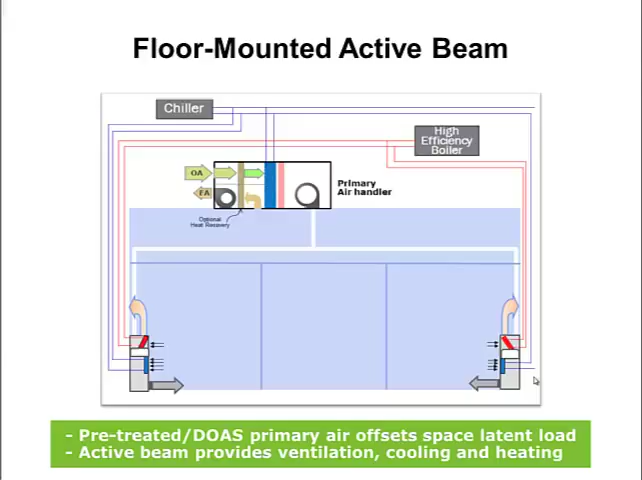 Floor-Mounted Active Beam
Chiller
High
Efficiency
Boiler
OA
EA
Primary
Air handler
Optional
Heat Recovery
- Pre-treated/DOAS primary air offsets space latent load
- Active beam provides ventilation, cooling and heating